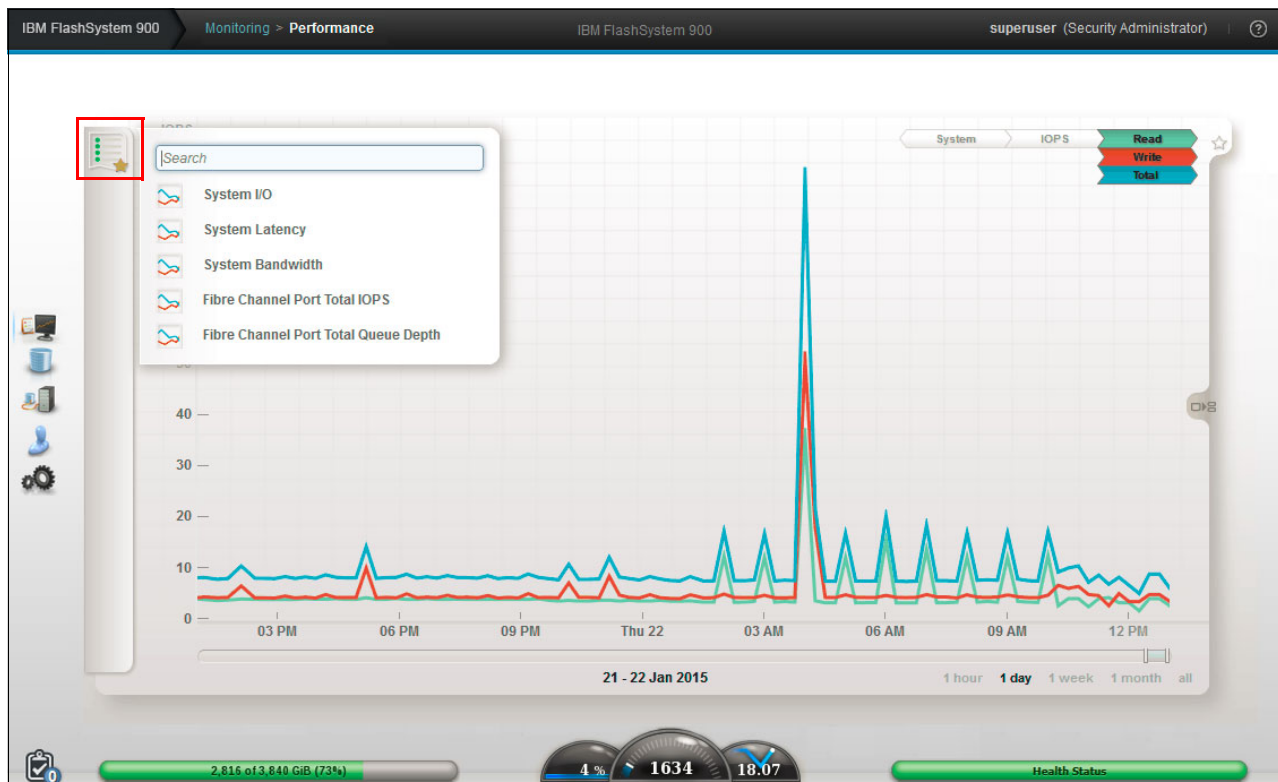 IBM FlashSystem 900 Monitoring > Performance IBM FlashSystem 900 superuser (Security Administrator) ?
IOPS
Search
System I/O
System Latency
System Bandwidth
Fibre Channel Port Total IOPS
Fibre Channel Port Total Queue Depth
System IOPS Read
Write
Total
40
30
20
10
0
03 PM 06 PM 09 PM Thu 22 03 AM 06 AM 09 AM 12 PM
21 - 22 Jan 2015 1 hour 1 day 1 week 1 month all
0 2,816 of 3,840 GiB (73%) 4 % 1634 18.07 Health Status